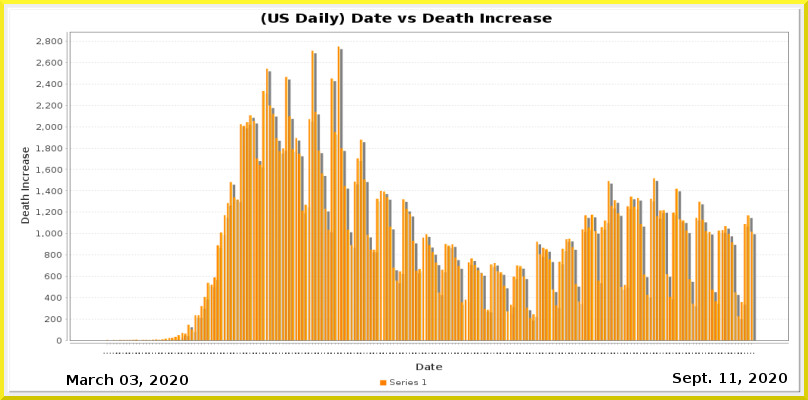 (US Daily) Date vs Death Increase
2,800
2,600
2,400
2,200
2,000
1,800
1,600
1,400
1,200
1,000
800
600
400
200
0
Death Increase
Date
March 03, 2020
Sept. 11, 2020
Series 1